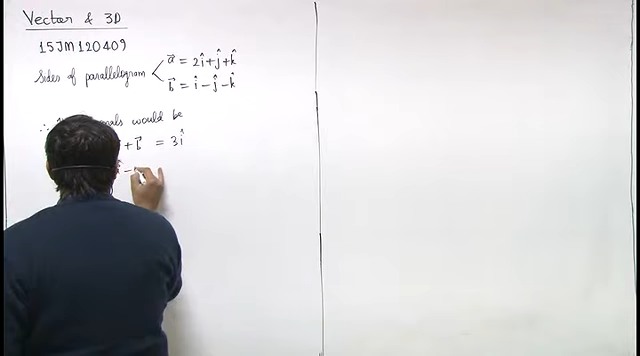 Vector & 3D
15JM120409
Sides of parallelogram < a⃗ = 2î+ĵ+k̂
b⃗ = î-ĵ-k̂
∴ would be
+ b⃗ = 3î
-